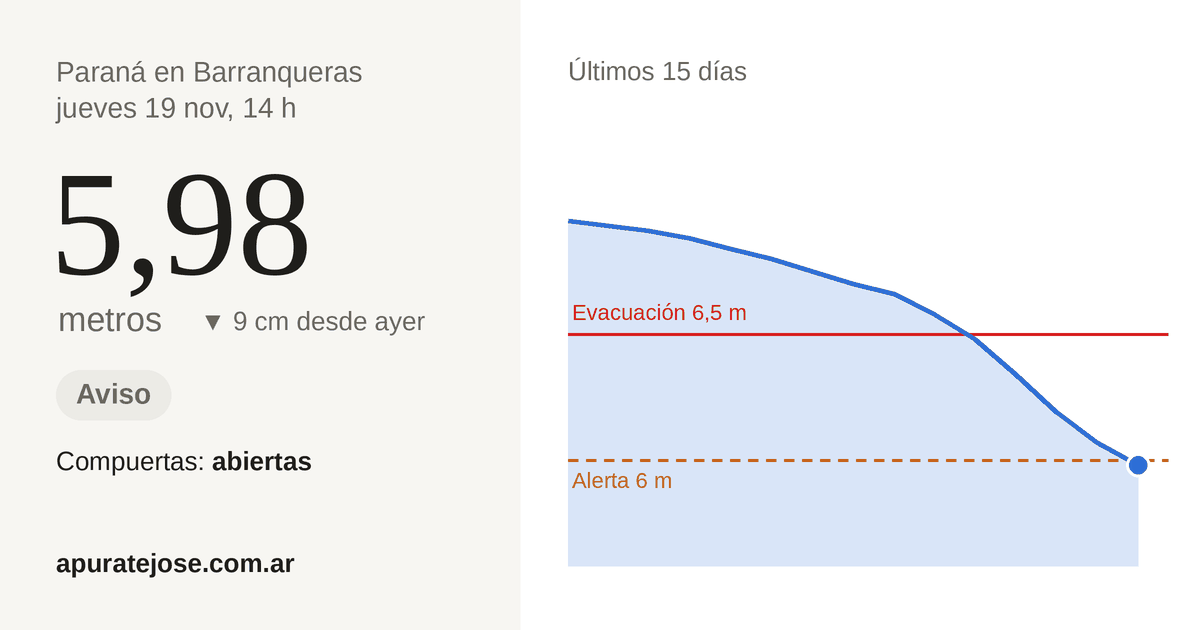 Paraná en Barranqueras
jueves 19 nov, 14 h
5,98
metros ▼ 9 cm desde ayer
Aviso
Compuertas: abiertas
apuratejose.com.ar
Últimos 15 días
Evacuación 6,5 m
Alerta 6 m